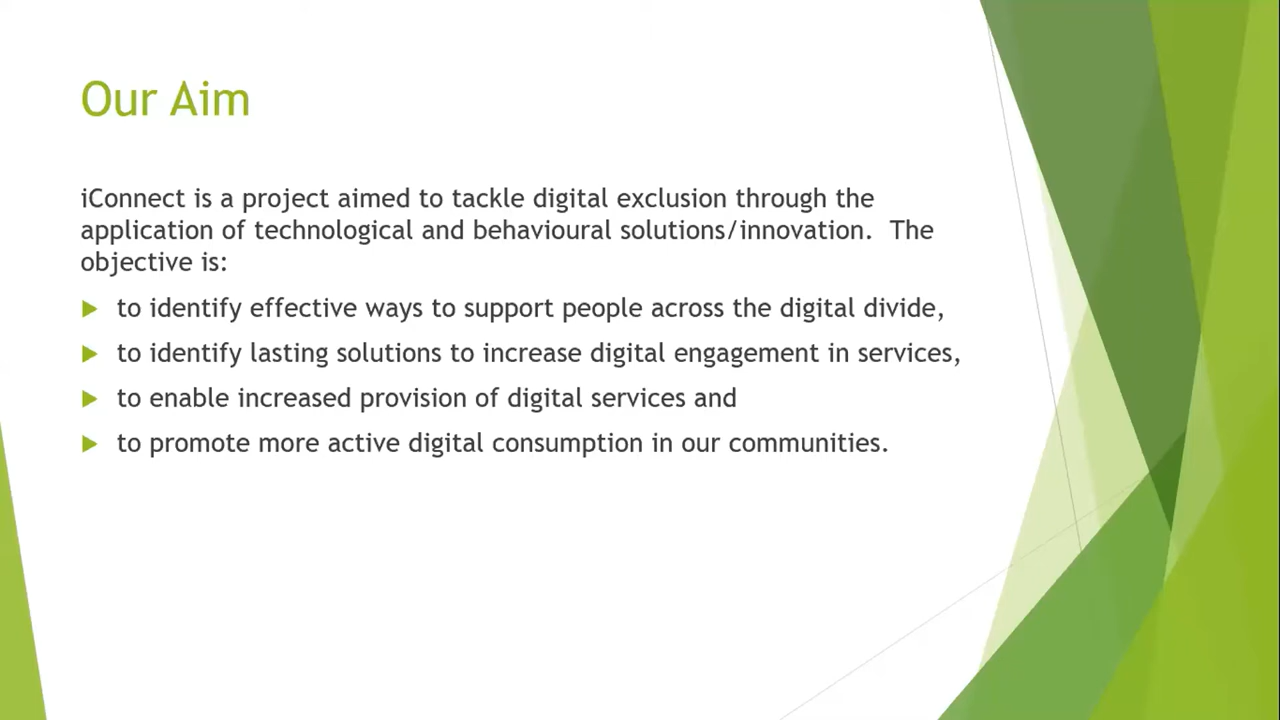 Our Aim
iConnect is a project aimed to tackle digital exclusion through the
application of technological and behavioural solutions/innovation.  The
objective is:
to identify effective ways to support people across the digital divide,
to identify lasting solutions to increase digital engagement in services,
to enable increased provision of digital services and
to promote more active digital consumption in our communities.